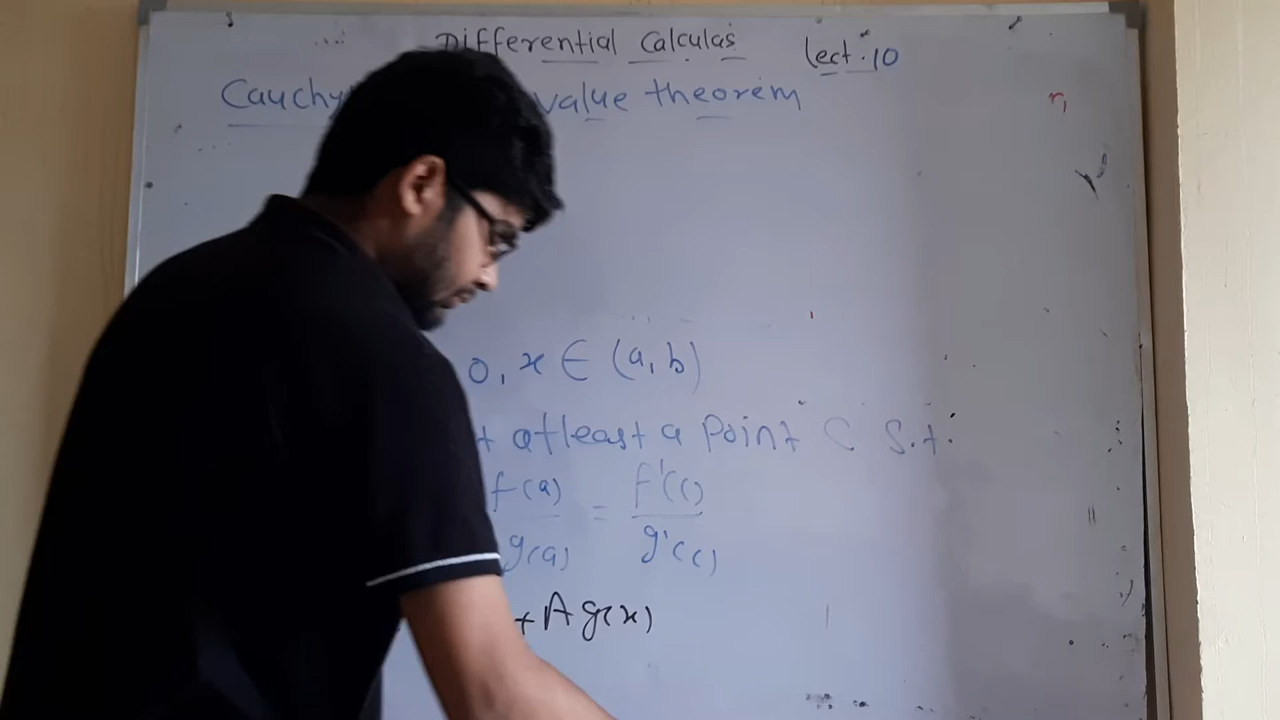 Differential Calculas lect. 10
Cauchy value theorem
r,
0, x ∈ (a, b)
atleast a point C s.t.
f(a) = f'(c)
g(a) g'(c)
+ A g(x)